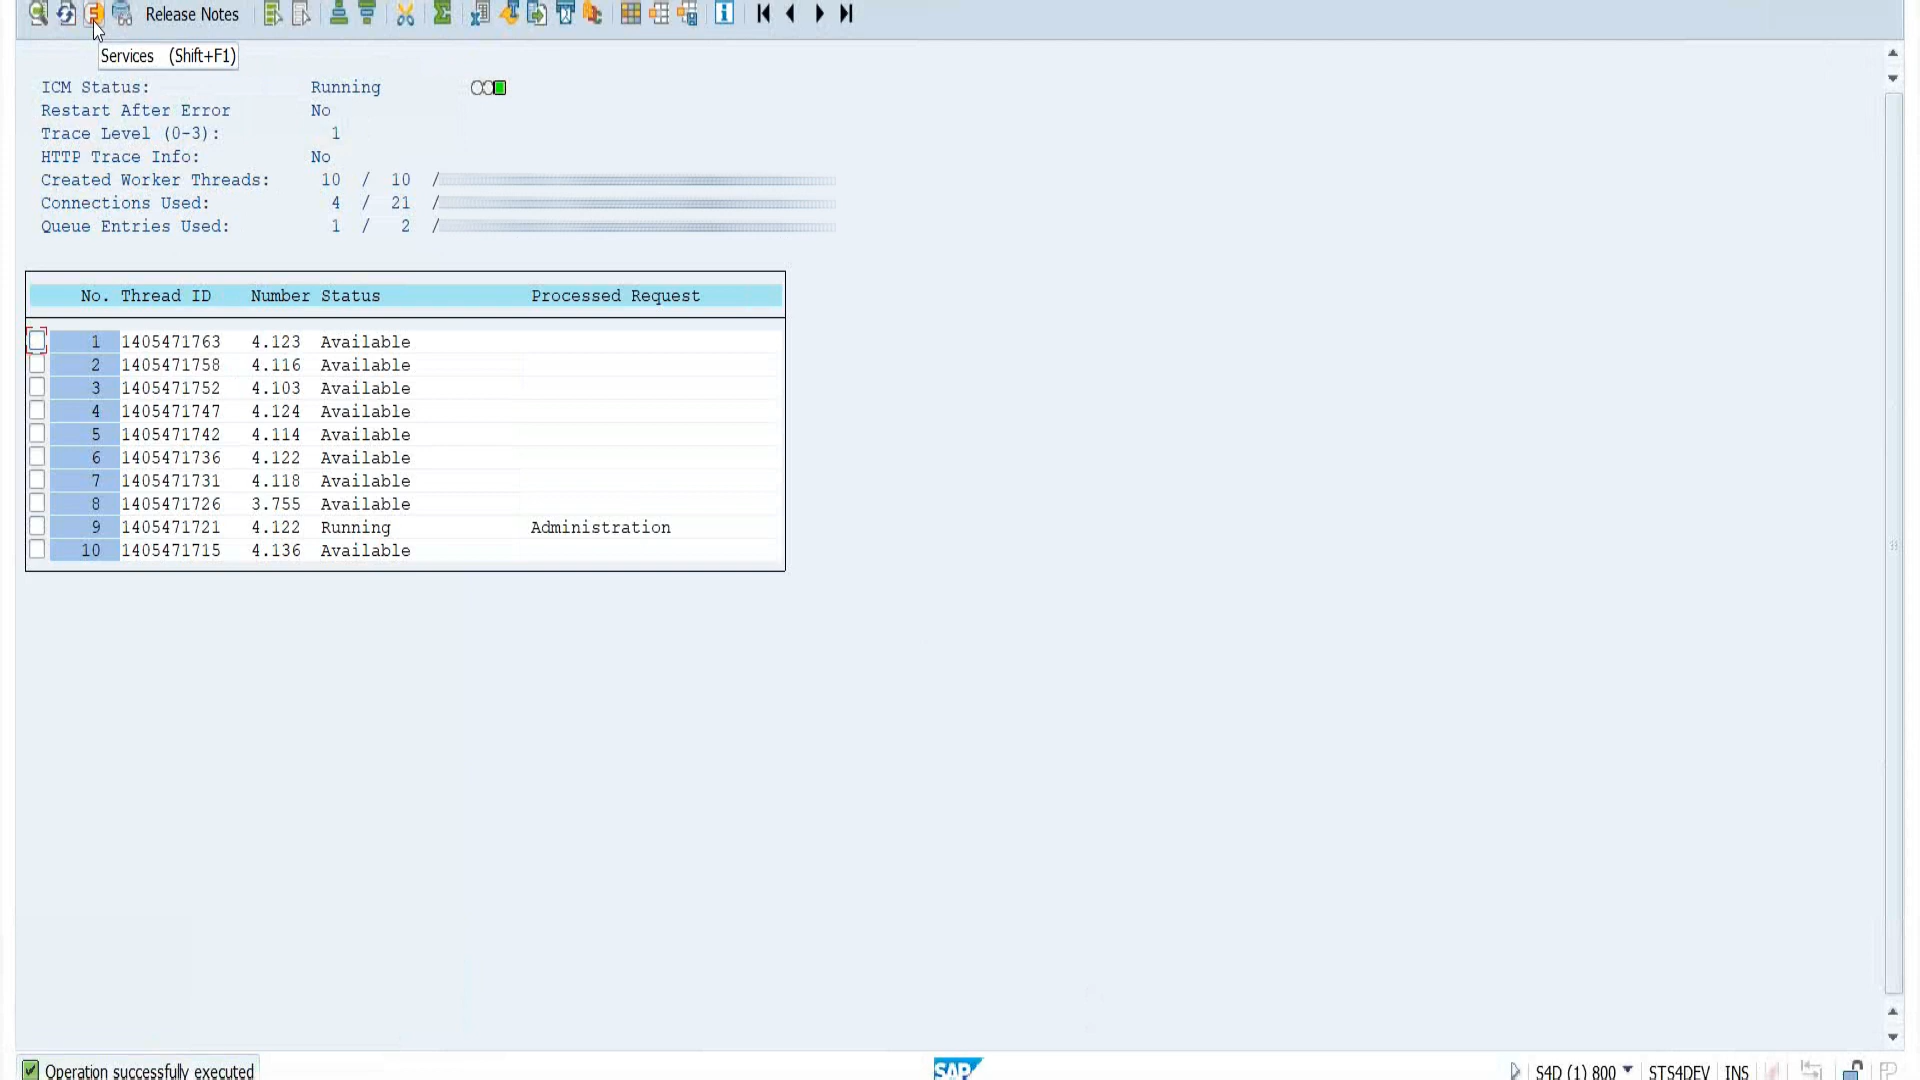 Release Notes
Services (Shift+F1)
ICM Status: Running
Restart After Error No
Trace Level (0-3): 1
HTTP Trace Info: No
Created Worker Threads: 10 / 10 /
Connections Used: 4 / 21 /
Queue Entries Used: 1 / 2 /
No. Thread ID Number Status Processed Request
1 1405471763 4.123 Available
2 1405471758 4.116 Available
3 1405471752 4.103 Available
4 1405471747 4.124 Available
5 1405471742 4.114 Available
6 1405471736 4.122 Available
7 1405471731 4.118 Available
8 1405471726 3.755 Available
9 1405471721 4.122 Running Administration
10 1405471715 4.136 Available
Operation successfully executed SAP S4D (1) 800 STS4DEV INS